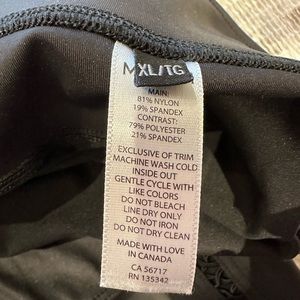 XL/TG
MAIN:
81% NYLON
19% SPANDEX
CONTRAST:
79% POLYESTER
21% SPANDEX
EXCLUSIVE OF TRIM
MACHINE WASH COLD
INSIDE OUT
GENTLE CYCLE WITH
LIKE COLORS
DO NOT BLEACH
LINE DRY ONLY
DO NOT IRON
DO NOT DRY CLEAN
MADE WITH LOVE
IN CANADA
CA 56717
RN 135342